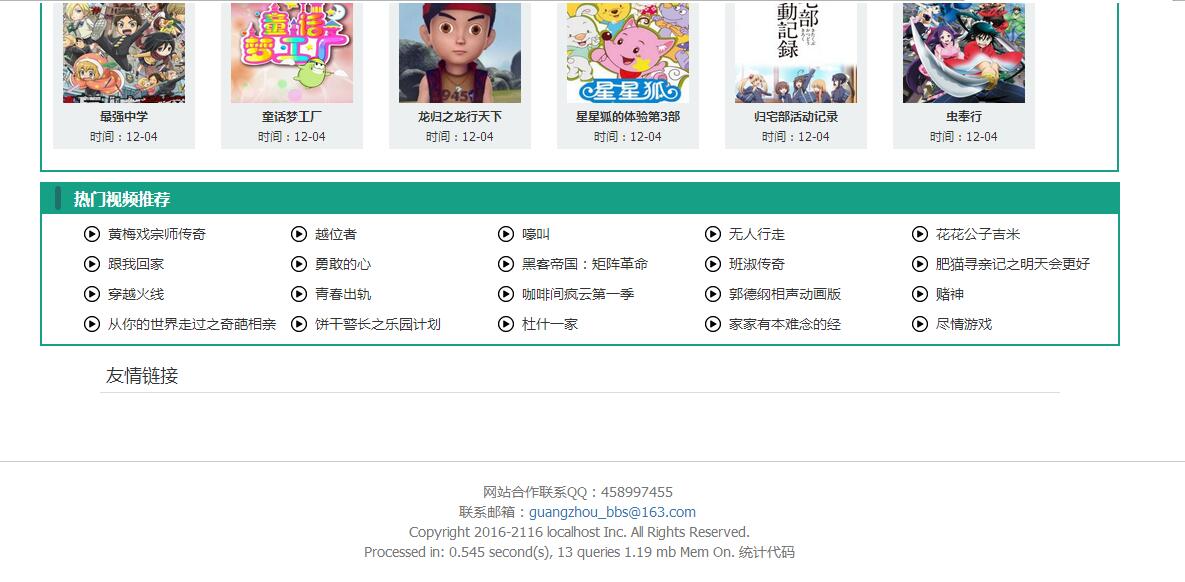 童话
梦工厂
945
星星狐
宅部
動記録
最强中学 童话梦工厂 龙归之龙行天下 星星狐的体验第3部 归宅部活动记录 虫奉行
时间：12-04 时间：12-04 时间：12-04 时间：12-04 时间：12-04 时间：12-04
热门视频推荐
黄梅戏宗师传奇 越位者 嚎叫 无人行走 花花公子吉米
跟我回家 勇敢的心 黑客帝国：矩阵革命 班淑传奇 肥猫寻亲记之明天会更好
穿越火线 青春出轨 咖啡间疯云第一季 郭德纲相声动画版 赌神
从你的世界走过之奇葩相亲 饼干警长之乐园计划 杜什一家 家家有本难念的经 尽情游戏
友情链接
网站合作联系QQ：458997455
联系邮箱：guangzhou_bbs@163.com
Copyright 2016-2116 localhost Inc. All Rights Reserved.
Processed in: 0.545 second(s), 13 queries 1.19 mb Mem On. 统计代码